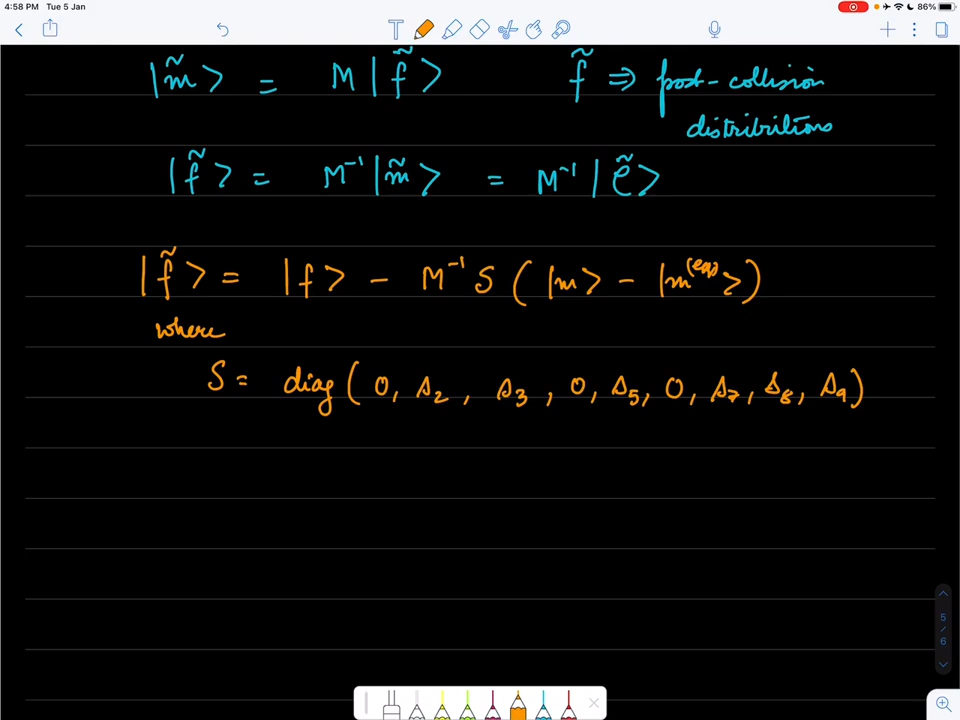 4:58 PM Tue 5 Jan 86%
|m̃> = M|f̃> f̃ ⇒ post-collision
distributions
|f̃> = M⁻¹|m̃> = M⁻¹|ẽ>
|f̃> = |f> - M⁻¹ S (|m> - |m⁽ᵉq⁾>)
where
S = diag (0, s₂, s₃, 0, s₅, 0, s₇, s₈, s₉)
5
/
6